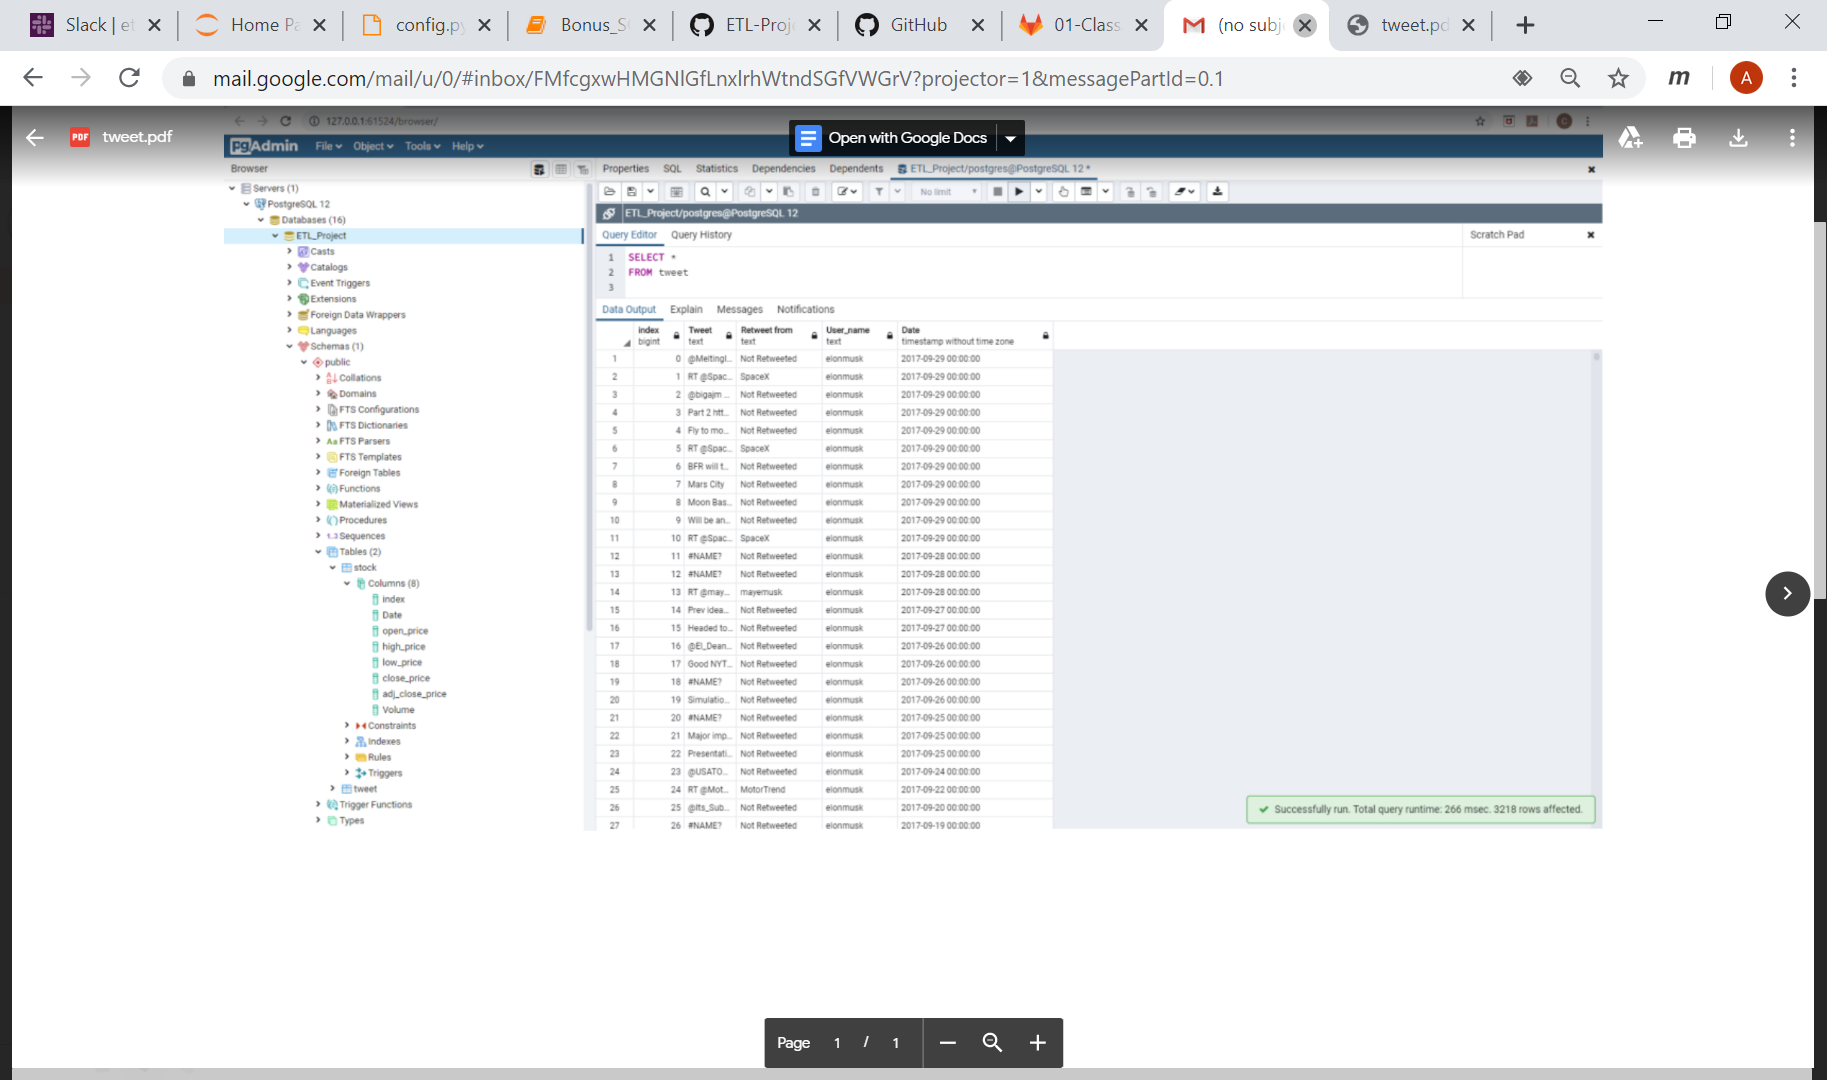 Slack | et
Home Pa
config.py
Bonus_S
ETL-Proj
GitHub
01-Class
(no subj
tweet.pd
mail.google.com/mail/u/0/#inbox/FMfcgxwHMGNlGfLnxlrhWtndSGfVWGrV?projector=1&messagePartId=0.1
m
A
PDF tweet.pdf
Open with Google Docs
127.0.0.1:61524/browser/
pgAdmin File Object Tools Help
Browser
Servers (1)
PostgreSQL 12
Databases (16)
ETL_Project
Casts
Catalogs
Event Triggers
Extensions
Foreign Data Wrappers
Languages
Schemas (1)
public
Collations
Domains
FTS Configurations
FTS Dictionaries
Aa FTS Parsers
FTS Templates
Foreign Tables
Functions
Materialized Views
Procedures
1..3 Sequences
Tables (2)
stock
Columns (8)
index
Date
open_price
high_price
low_price
close_price
adj_close_price
Volume
Constraints
Indexes
Rules
Triggers
tweet
Trigger Functions
Types
Properties SQL Statistics Dependencies Dependents ETL_Project/postgres@PostgreSQL 12 *
No limit
ETL_Project/postgres@PostgreSQL 12
Query Editor Query History Scratch Pad
1 SELECT *
2 FROM tweet
3
Data Output Explain Messages Notifications
index Tweet Retweet from User_name Date
bigint text text text timestamp without time zone
1 0 @MeltingI... Not Retweeted elonmusk 2017-09-29 00:00:00
2 1 RT @Spac... SpaceX elonmusk 2017-09-29 00:00:00
3 2 @bigajm ... Not Retweeted elonmusk 2017-09-29 00:00:00
4 3 Part 2 htt... Not Retweeted elonmusk 2017-09-29 00:00:00
5 4 Fly to mo... Not Retweeted elonmusk 2017-09-29 00:00:00
6 5 RT @Spac... SpaceX elonmusk 2017-09-29 00:00:00
7 6 BFR will t... Not Retweeted elonmusk 2017-09-29 00:00:00
8 7 Mars City Not Retweeted elonmusk 2017-09-29 00:00:00
9 8 Moon Bas... Not Retweeted elonmusk 2017-09-29 00:00:00
10 9 Will be an... Not Retweeted elonmusk 2017-09-29 00:00:00
11 10 RT @Spac... SpaceX elonmusk 2017-09-29 00:00:00
12 11 #NAME? Not Retweeted elonmusk 2017-09-28 00:00:00
13 12 #NAME? Not Retweeted elonmusk 2017-09-28 00:00:00
14 13 RT @may... mayemusk elonmusk 2017-09-28 00:00:00
15 14 Prev idea... Not Retweeted elonmusk 2017-09-27 00:00:00
16 15 Headed to... Not Retweeted elonmusk 2017-09-27 00:00:00
17 16 @El_Dean... Not Retweeted elonmusk 2017-09-26 00:00:00
18 17 Good NYT... Not Retweeted elonmusk 2017-09-26 00:00:00
19 18 #NAME? Not Retweeted elonmusk 2017-09-26 00:00:00
20 19 Simulatio... Not Retweeted elonmusk 2017-09-26 00:00:00
21 20 #NAME? Not Retweeted elonmusk 2017-09-25 00:00:00
22 21 Major imp... Not Retweeted elonmusk 2017-09-25 00:00:00
23 22 Presentati... Not Retweeted elonmusk 2017-09-25 00:00:00
24 23 @USATO... Not Retweeted elonmusk 2017-09-24 00:00:00
25 24 RT @Mot... MotorTrend elonmusk 2017-09-22 00:00:00
26 25 @Its_Sub... Not Retweeted elonmusk 2017-09-20 00:00:00
27 26 #NAME? Not Retweeted elonmusk 2017-09-19 00:00:00
Successfully run. Total query runtime: 266 msec. 3218 rows affected.
Page 1 / 1